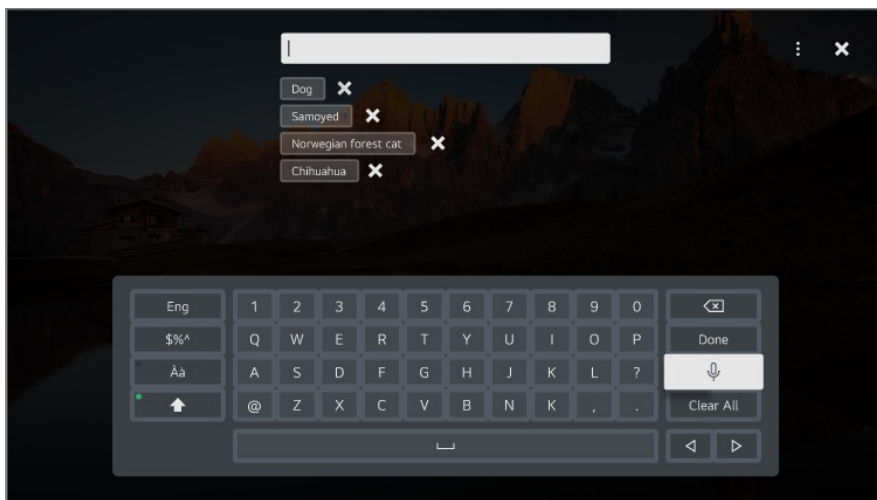 Dog
Samoyed
Norwegian forest cat
Chihuahua
Eng 1 2 3 4 5 6 7 8 9 0
$%^ Q W E R T Y U I O P Done
Àà A S D F G H J K L ?
@ Z X C V B N K , . Clear All